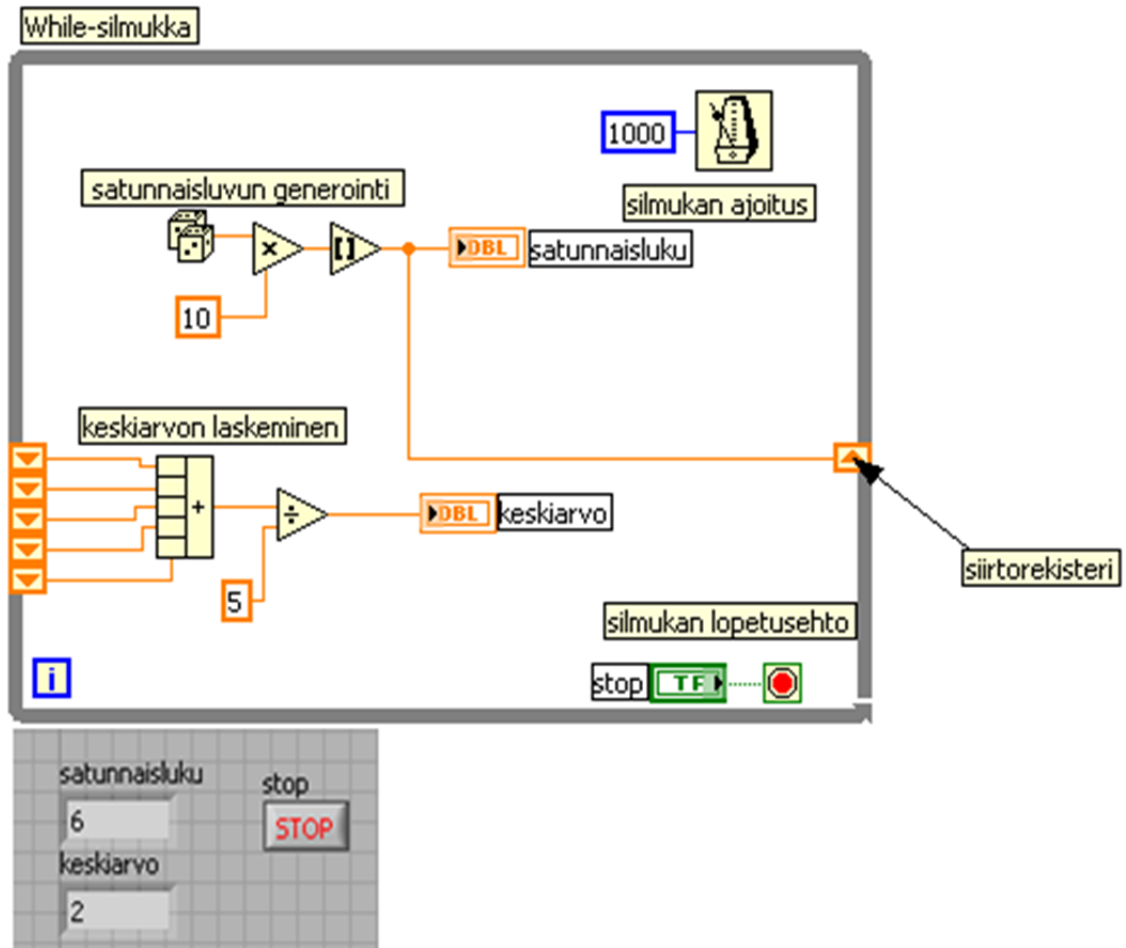 While-silmukka
1000
satunnaisluvun generointi
silmukan ajoitus
×
[]
DBL
satunnaisluku
10
keskiarvon laskeminen
+
÷
DBL
keskiarvo
siirtorekisteri
5
silmukan lopetusehto
i
stop
TF
satunnaisluku
stop
6
STOP
keskiarvo
2